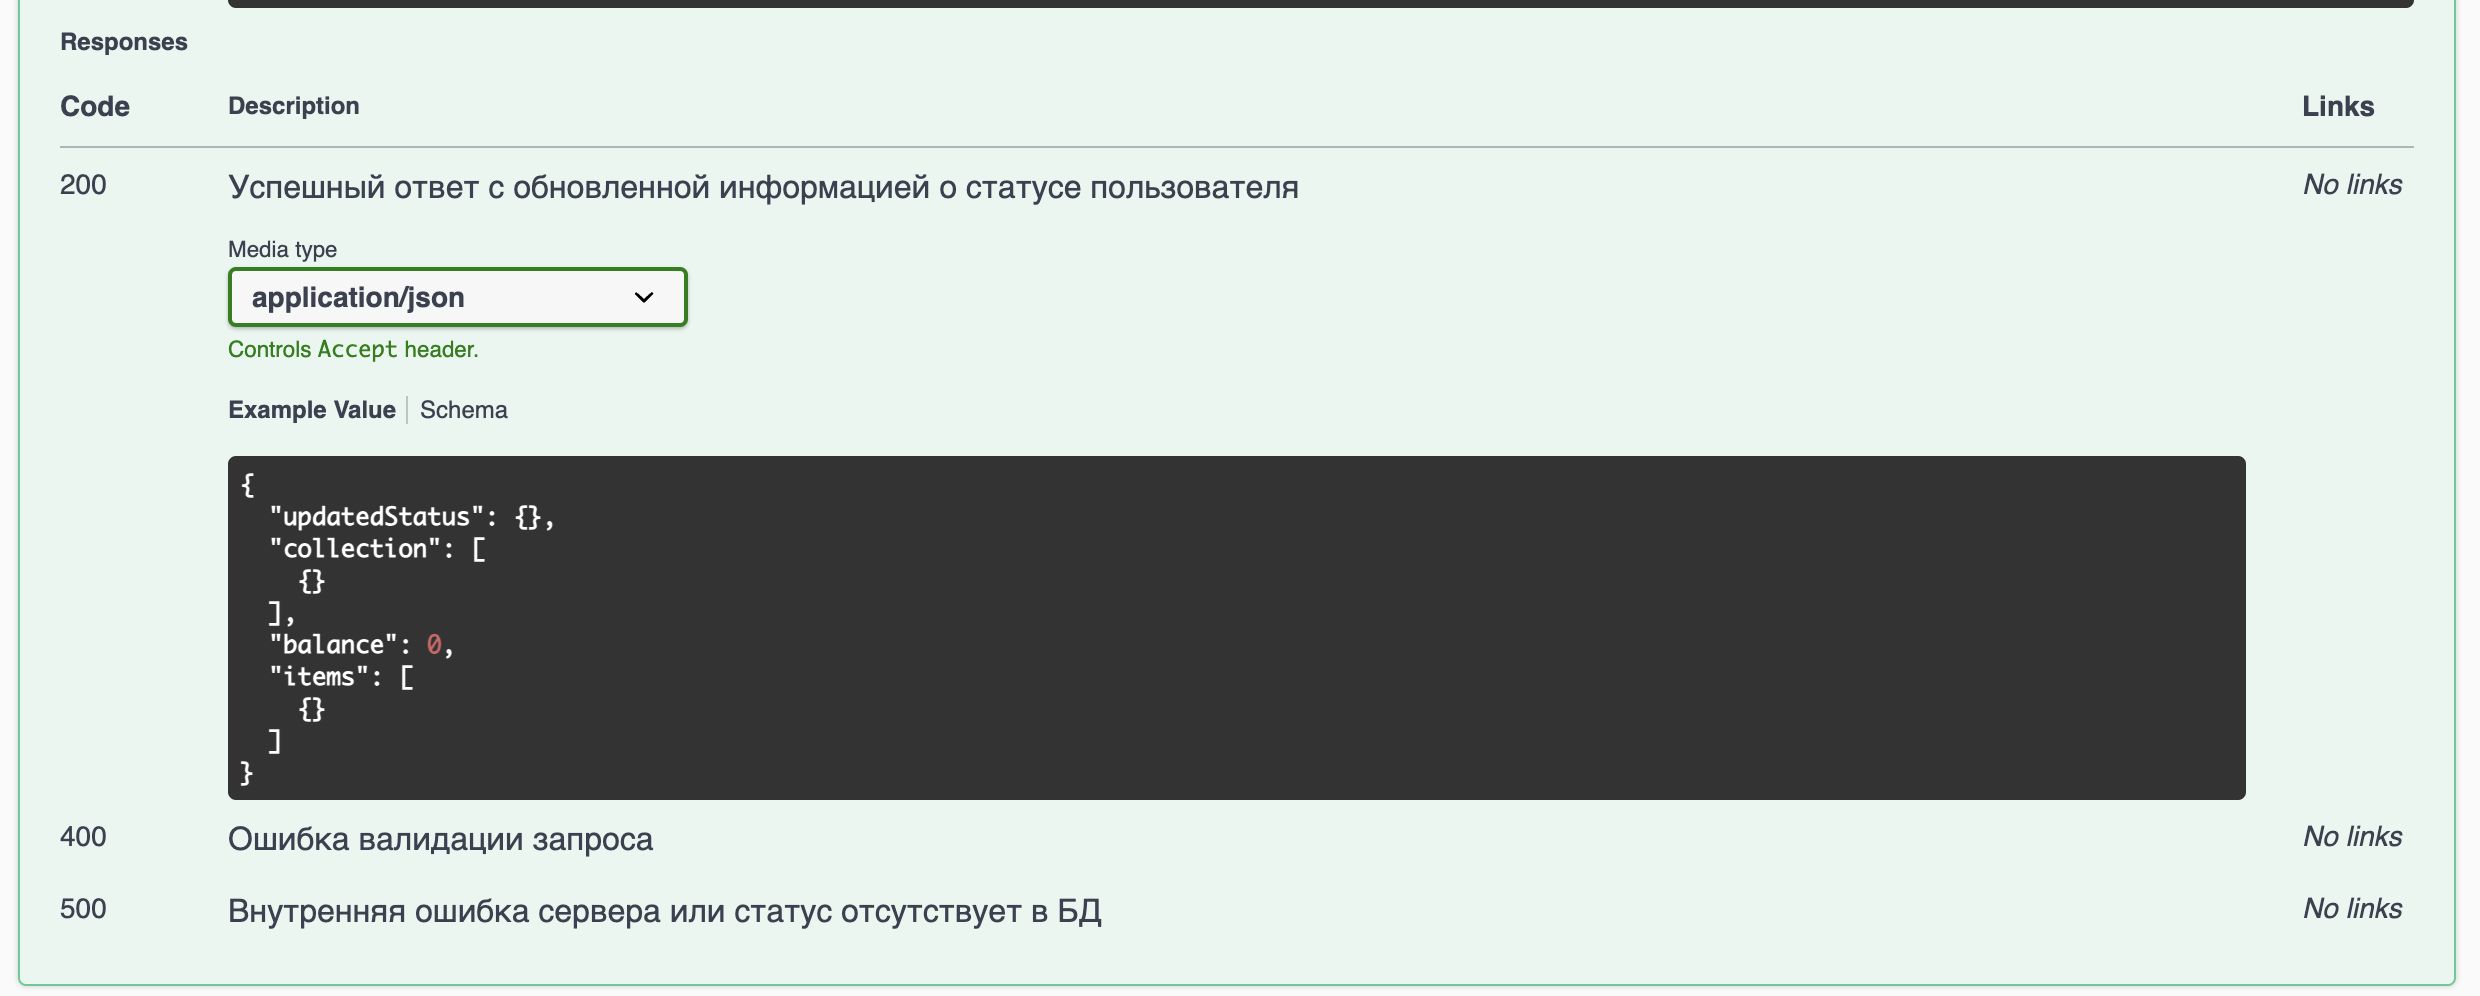 Responses
Code Description Links
200 Успешный ответ с обновленной информацией о статусе пользователя No links
Media type
application/json
Controls Accept header.
Example Value Schema
{
  "updatedStatus": {},
  "collection": [
    {}
  ],
  "balance": 0,
  "items": [
    {}
  ]
}
400 Ошибка валидации запроса No links
500 Внутренняя ошибка сервера или статус отсутствует в БД No links